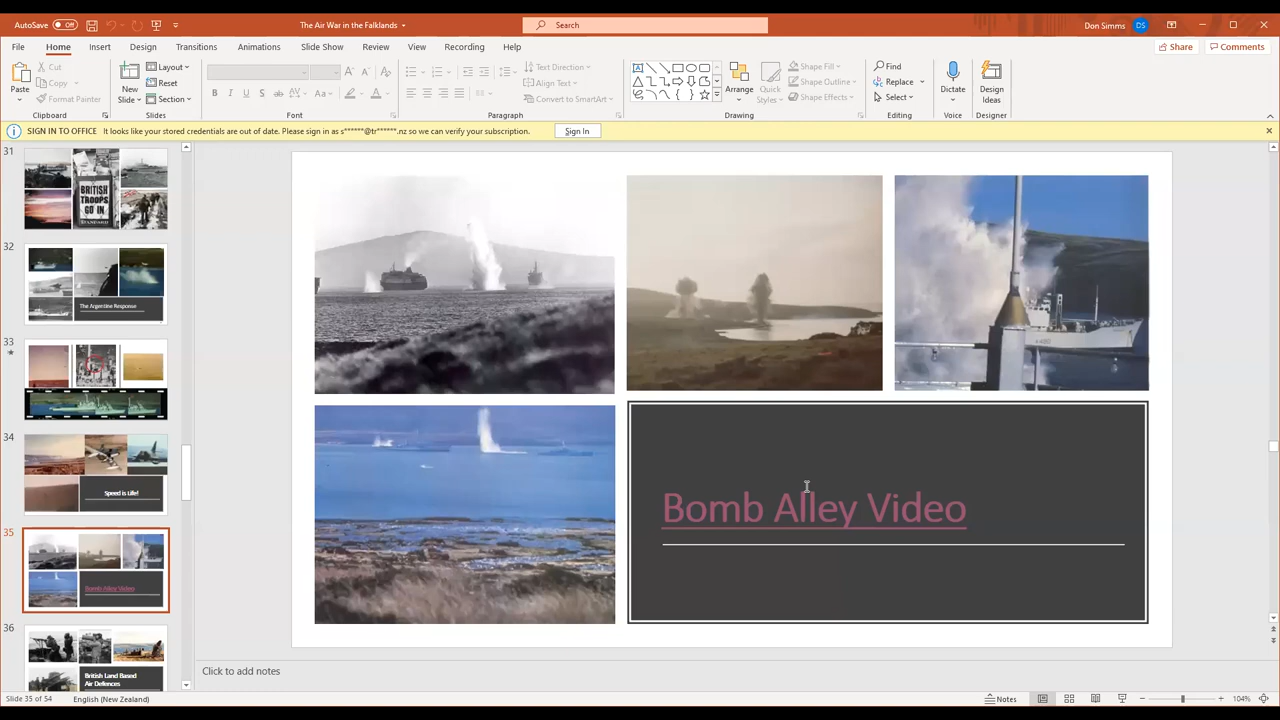 AutoSave Off The Air War in the Falklands Search Don Simms DS
File Home Insert Design Transitions Animations Slide Show Review View Recording Help Share Comments
Paste Cut Copy Format Painter Clipboard
New Slide Layout Reset Section Slides
B I U S ab AV Aa A Font
Text Direction Align Text Convert to SmartArt Paragraph
Arrange Quick Styles Shape Fill Shape Outline Shape Effects Drawing
Find Replace Select Editing
Dictate Voice
Design Ideas Designer
SIGN IN TO OFFICE It looks like your stored credentials are out of date. Please sign in as s******@tr******.nz so we can verify your subscription. Sign In
31
BRITISH TROOPS GO IN
32
The Argentine Response
33
34
Speed is Life!
35
Bomb Alley Video
36
British Land Based
Air Defences
Bomb Alley Video
Click to add notes
Slide 35 of 54 English (New Zealand) Notes 104%